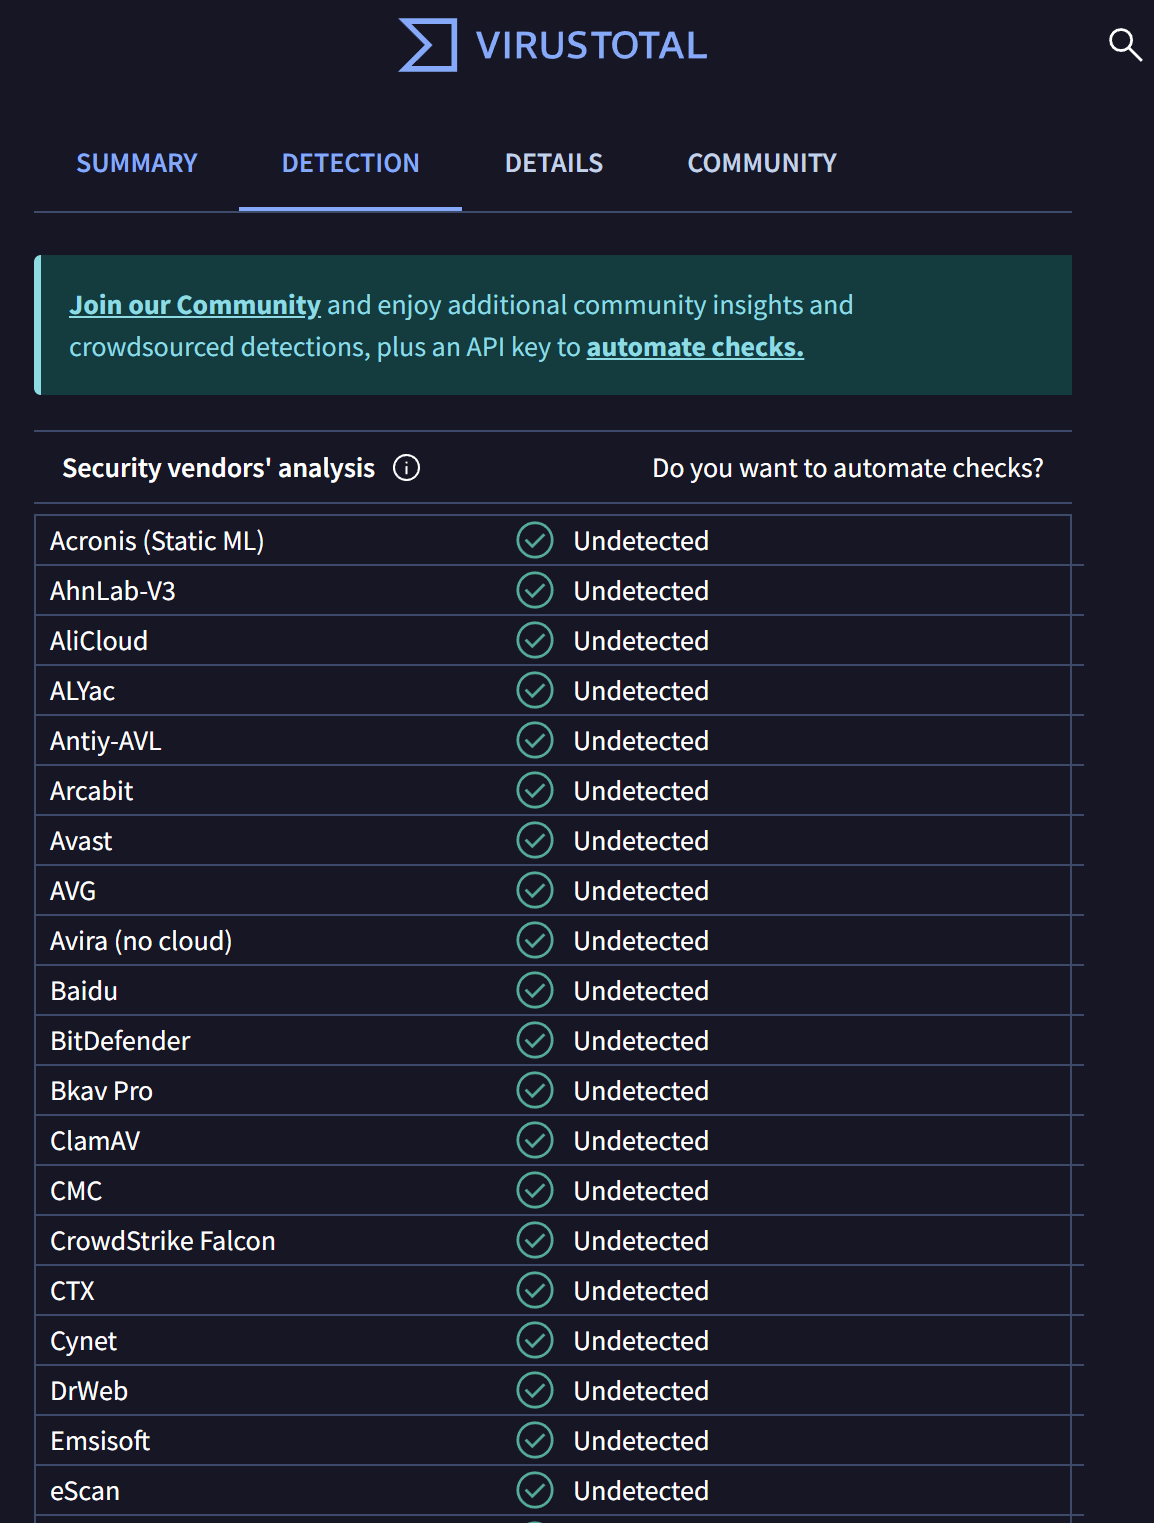 VIRUSTOTAL
SUMMARY DETECTION DETAILS COMMUNITY
Join our Community and enjoy additional community insights and
crowdsourced detections, plus an API key to automate checks.
Security vendors' analysis Do you want to automate checks?
Acronis (Static ML) Undetected
AhnLab-V3 Undetected
AliCloud Undetected
ALYac Undetected
Antiy-AVL Undetected
Arcabit Undetected
Avast Undetected
AVG Undetected
Avira (no cloud) Undetected
Baidu Undetected
BitDefender Undetected
Bkav Pro Undetected
ClamAV Undetected
CMC Undetected
CrowdStrike Falcon Undetected
CTX Undetected
Cynet Undetected
DrWeb Undetected
Emsisoft Undetected
eScan Undetected